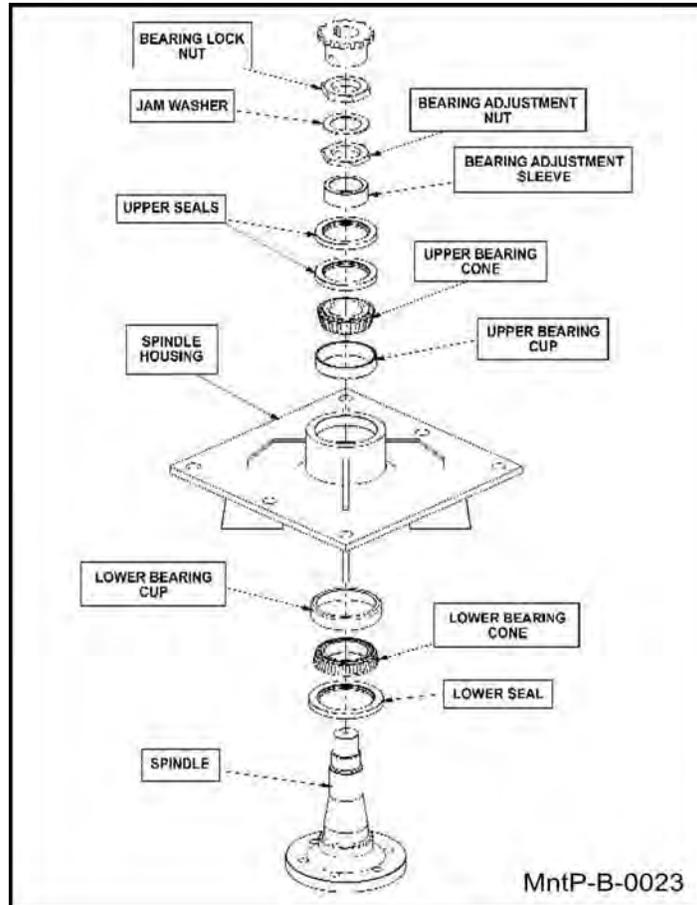 BEARING LOCK
NUT
JAM WASHER
BEARING ADJUSTMENT
NUT
BEARING ADJUSTMENT
SLEEVE
UPPER SEALS
UPPER BEARING
CONE
UPPER BEARING
CUP
SPINDLE
HOUSING
LOWER BEARING
CUP
LOWER BEARING
CONE
LOWER SEAL
SPINDLE
MntP-B-0023